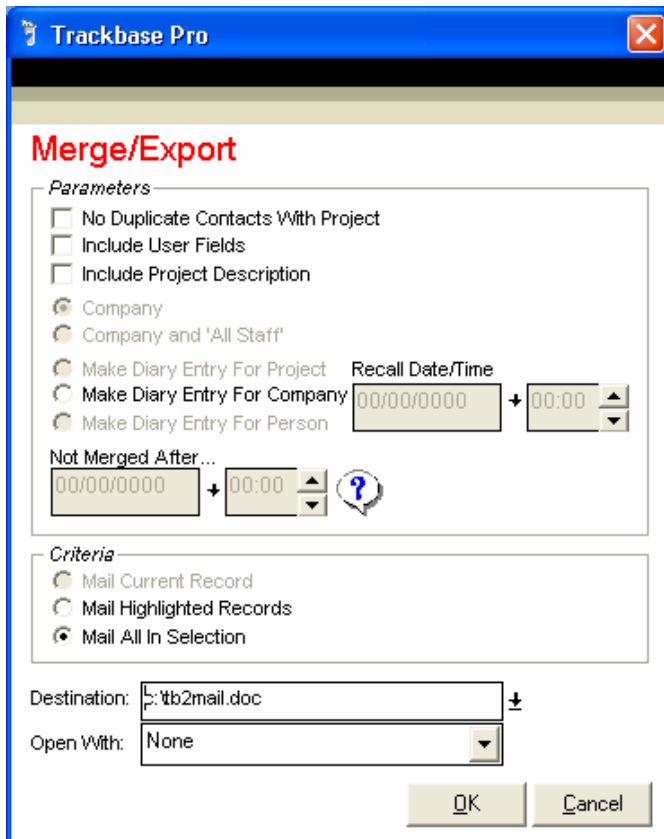 Trackbase Pro
Merge/Export
Parameters
No Duplicate Contacts With Project
Include User Fields
Include Project Description
Company
Company and 'All Staff'
Make Diary Entry For Project Recall Date/Time
Make Diary Entry For Company 00/00/0000 00:00
Make Diary Entry For Person
Not Merged After...
00/00/0000 00:00 ?
Criteria
Mail Current Record
Mail Highlighted Records
Mail All In Selection
Destination: c:\tb2mail.doc
Open With: None
OK Cancel